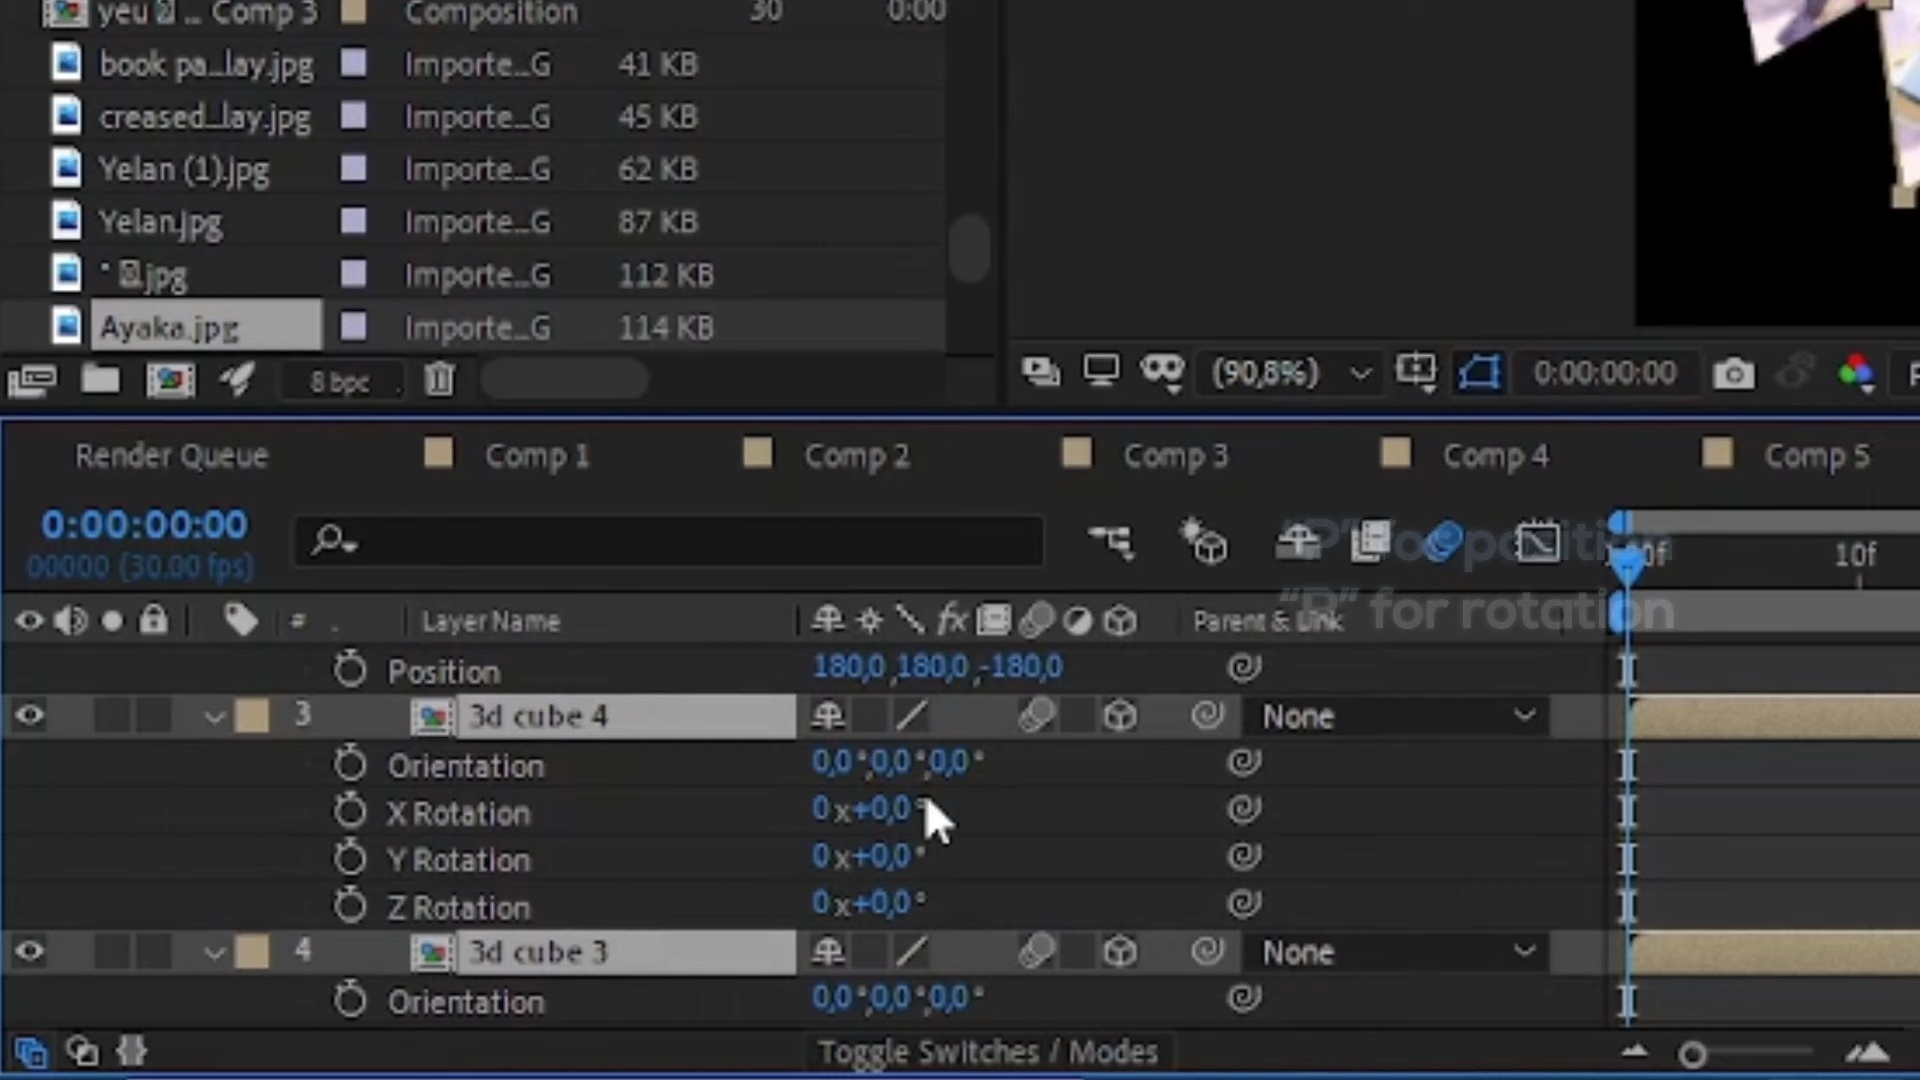 yeu ... Comp 3 Composition 30 0:00
book pa...lay.jpg Importe...G 41 KB
creased...lay.jpg Importe...G 45 KB
Yelan (1).jpg Importe...G 62 KB
Yelan.jpg Importe...G 87 KB
.jpg Importe...G 112 KB
Ayaka.jpg Importe...G 114 KB
8 bpc
(90,8%) 0:00:00:00
Render Queue Comp 1 Comp 2 Comp 3 Comp 4 Comp 5
0:00:00:00
00000 (30.00 fps)
"P" for position
10f
# Layer Name fx Parent & Link
"R" for rotation
Position 180,0,180,0,-180,0
3 3d cube 4 None
Orientation 0,0°,0,0°,0,0°
X Rotation 0x+0,0°
Y Rotation 0x+0,0°
Z Rotation 0x+0,0°
4 3d cube 3 None
Orientation 0,0°,0,0°,0,0°
Toggle Switches / Modes